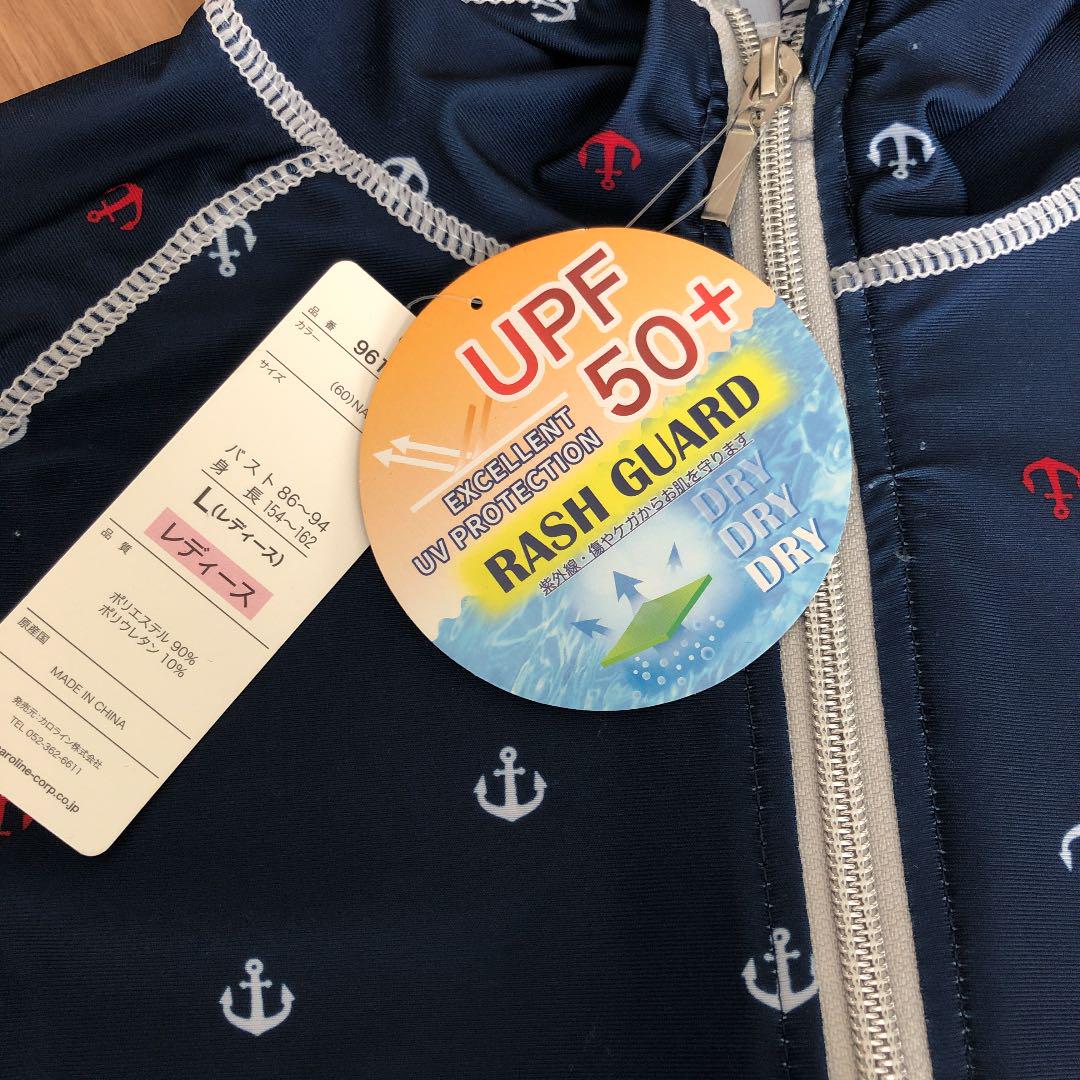 品番 961
カラー
(60)NA
サイズ
バスト 86～94
身　長 154～162
L(レディース)
レディース
品質
ポリエステル 90%
ポリウレタン 10%
原産国
MADE IN CHINA
発売元:カロライン株式会社
TEL 052-362-6611
aroline-corp.co.jp
UPF
50+
EXCELLENT
UV PROTECTION
RASH GUARD
紫外線・傷やケガからお肌を守ります
DRY
DRY
DRY